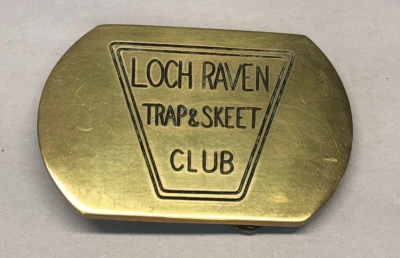 LOCH RAVEN
TRAP & SKEET
CLUB